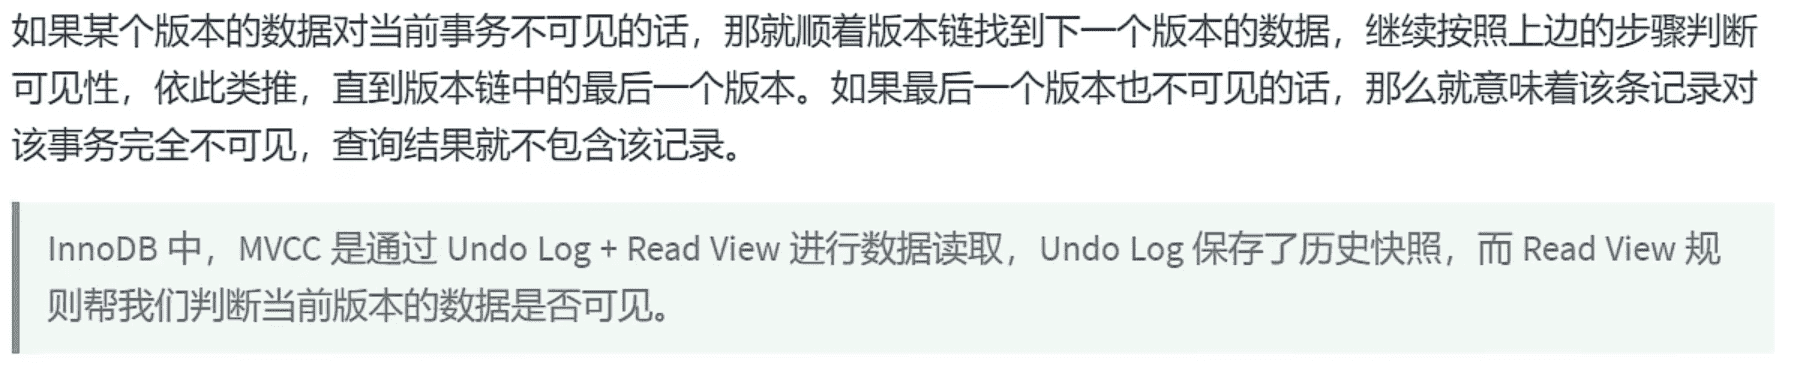 如果某个版本的数据对当前事务不可见的话，那就顺着版本链找到下一个版本的数据，继续按照上边的步骤判断
可见性，依此类推，直到版本链中的最后一个版本。如果最后一个版本也不可见的话，那么就意味着该条记录对
该事务完全不可见，查询结果就不包含该记录。
InnoDB 中，MVCC 是通过 Undo Log + Read View 进行数据读取，Undo Log 保存了历史快照，而 Read View 规
则帮我们判断当前版本的数据是否可见。